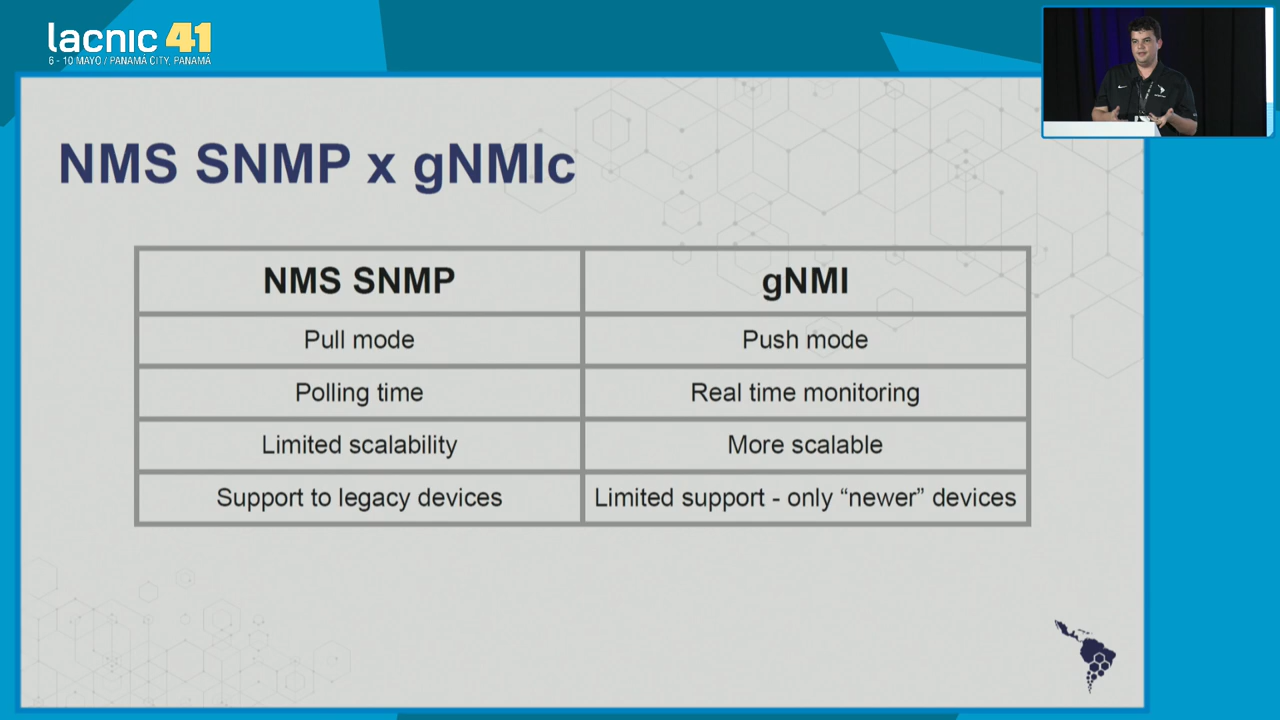 lacnic 41
6 - 10 MAYO / PANAMÁ CITY, PANAMÁ
NMS SNMP x gNMIc
NMS SNMP
gNMI
Pull mode
Push mode
Polling time
Real time monitoring
Limited scalability
More scalable
Support to legacy devices
Limited support - only “newer” devices